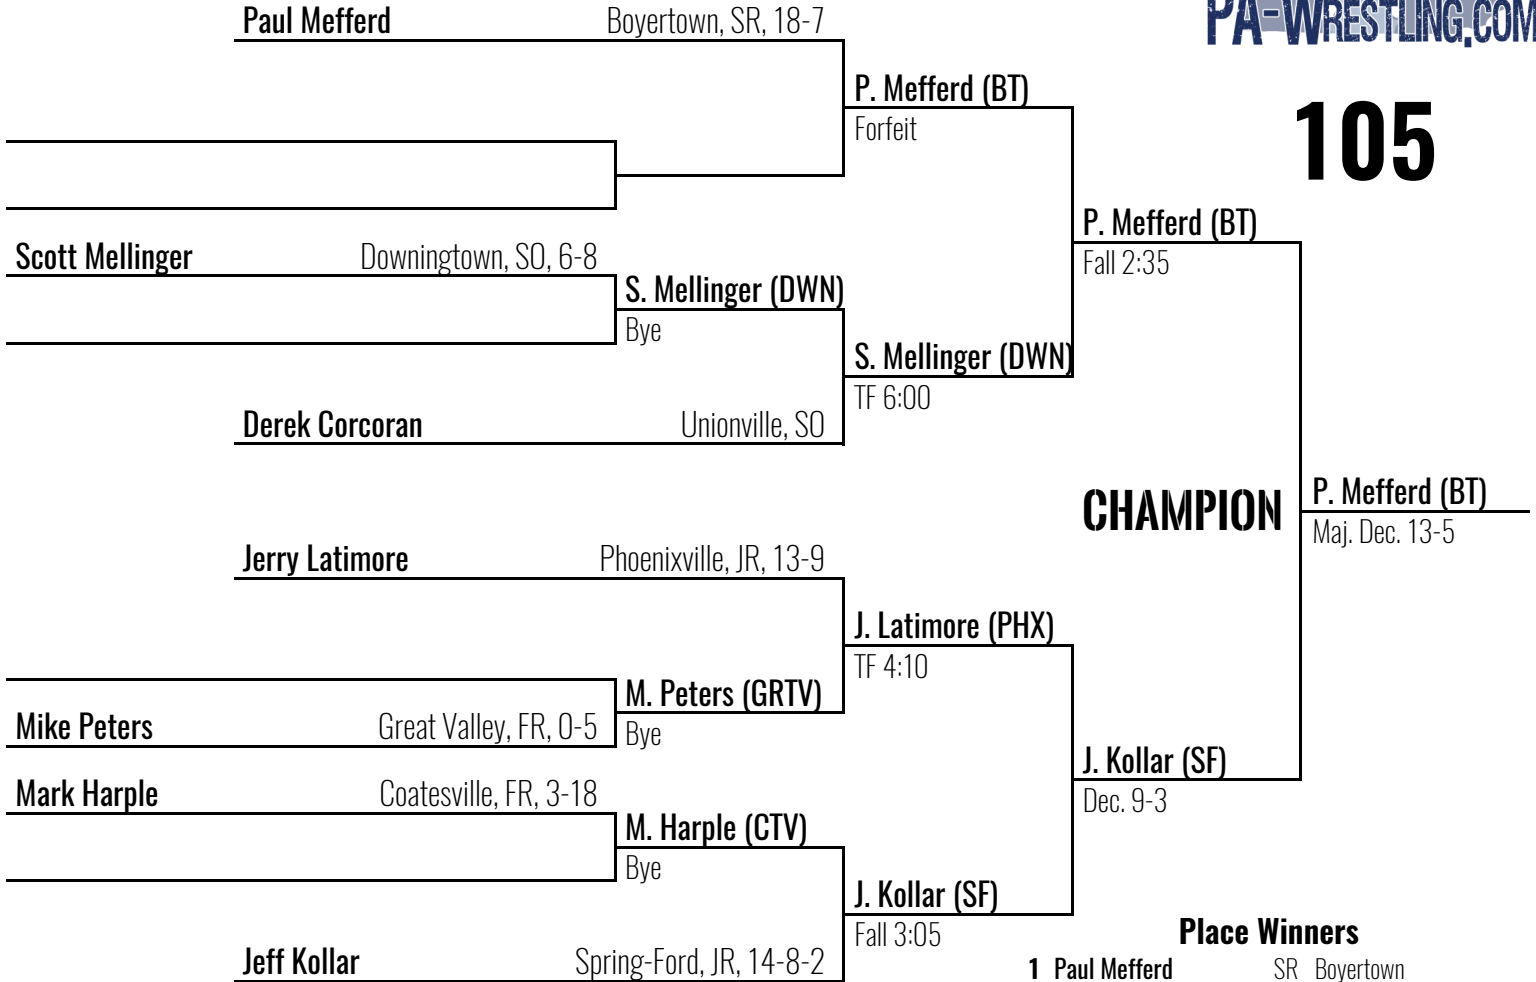 Paul Mefferd Boyertown, SR, 18-7
PA-WRESTLING.COM
P. Mefferd (BT)
Forfeit
105
P. Mefferd (BT)
Fall 2:35
Scott Mellinger Downingtown, SO, 6-8
S. Mellinger (DWN)
Bye
S. Mellinger (DWN)
TF 6:00
Derek Corcoran Unionville, SO
CHAMPION
P. Mefferd (BT)
Maj. Dec. 13-5
Jerry Latimore Phoenixville, JR, 13-9
J. Latimore (PHX)
TF 4:10
M. Peters (GRTV)
Bye
Mike Peters Great Valley, FR, 0-5
J. Kollar (SF)
Dec. 9-3
Mark Harple Coatesville, FR, 3-18
M. Harple (CTV)
Bye
J. Kollar (SF)
Fall 3:05
Jeff Kollar Spring-Ford, JR, 14-8-2
Place Winners
1 Paul Mefferd SR Boyertown